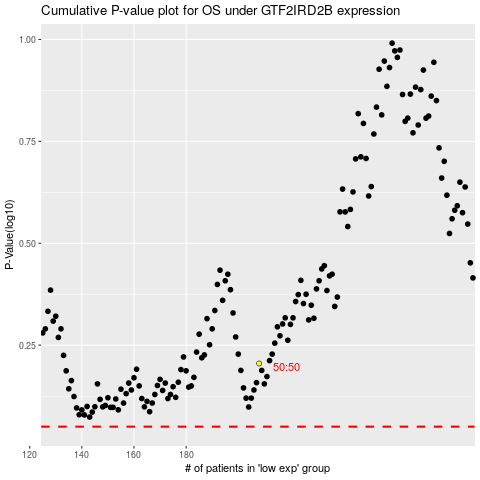 Cumulative P-value plot for OS under GTF2IRD2B expression
1.00
0.75
0.50
0.25
P-Value(log10)
50:50
120 140 160 180
# of patients in 'low exp' group